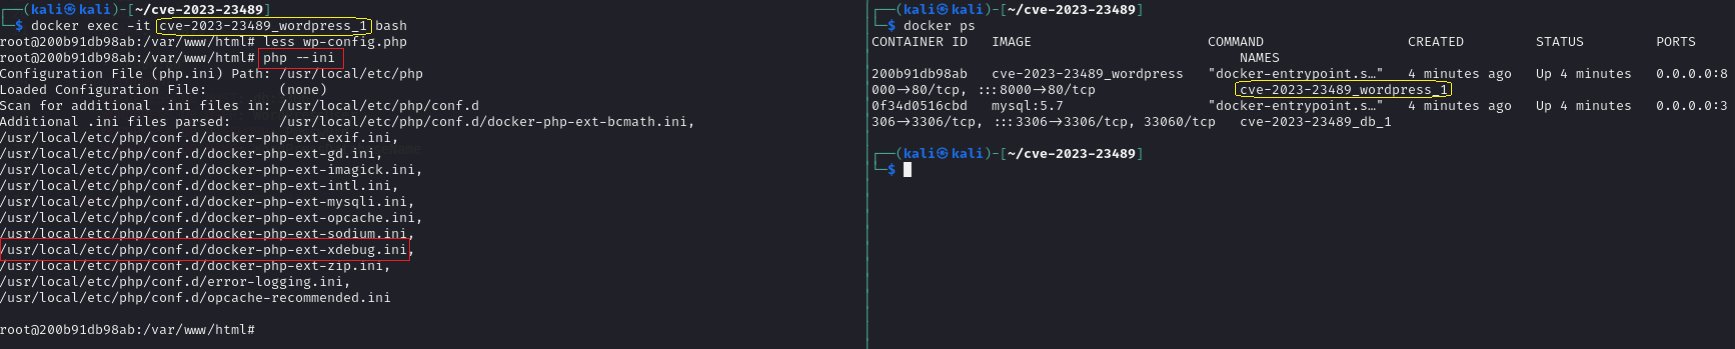 ┌──(kali㉿kali)-[~/cve-2023-23489]
└─$ docker exec -it cve-2023-23489_wordpress_1 bash
root@200b91db98ab:/var/www/html# less wp-config.php
root@200b91db98ab:/var/www/html# php --ini
Configuration File (php.ini) Path: /usr/local/etc/php
Loaded Configuration File:         (none)
Scan for additional .ini files in: /usr/local/etc/php/conf.d
Additional .ini files parsed:      /usr/local/etc/php/conf.d/docker-php-ext-bcmath.ini,
/usr/local/etc/php/conf.d/docker-php-ext-exif.ini,
/usr/local/etc/php/conf.d/docker-php-ext-gd.ini,
/usr/local/etc/php/conf.d/docker-php-ext-imagick.ini,
/usr/local/etc/php/conf.d/docker-php-ext-intl.ini,
/usr/local/etc/php/conf.d/docker-php-ext-mysqli.ini,
/usr/local/etc/php/conf.d/docker-php-ext-opcache.ini,
/usr/local/etc/php/conf.d/docker-php-ext-sodium.ini,
/usr/local/etc/php/conf.d/docker-php-ext-xdebug.ini,
/usr/local/etc/php/conf.d/docker-php-ext-zip.ini,
/usr/local/etc/php/conf.d/error-logging.ini,
/usr/local/etc/php/conf.d/opcache-recommended.ini
root@200b91db98ab:/var/www/html#
┌──(kali㉿kali)-[~/cve-2023-23489]
└─$ docker ps
CONTAINER ID   IMAGE                      COMMAND                  CREATED         STATUS         PORTS
NAMES
200b91db98ab   cve-2023-23489_wordpress   "docker-entrypoint.s…"   4 minutes ago   Up 4 minutes   0.0.0.0:8
000->80/tcp, :::8000->80/tcp                  cve-2023-23489_wordpress_1
0f34d0516cbd   mysql:5.7                  "docker-entrypoint.s…"   4 minutes ago   Up 4 minutes   0.0.0.0:3
306->3306/tcp, :::3306->3306/tcp, 33060/tcp   cve-2023-23489_db_1
┌──(kali㉿kali)-[~/cve-2023-23489]
└─$